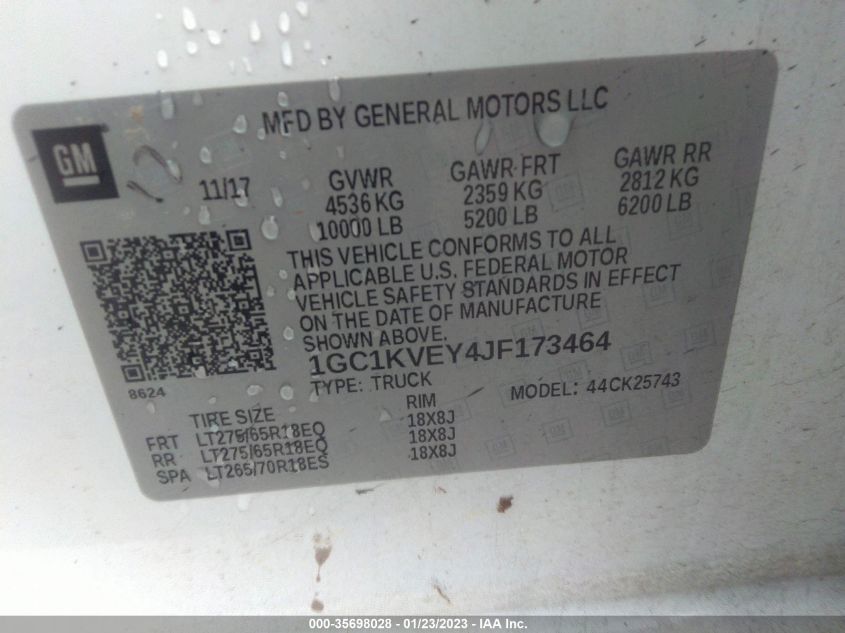 MFD BY GENERAL MOTORS LLC
GM
11/17
GVWR
4536 KG
10000 LB
GAWR FRT
2359 KG
5200 LB
GAWR RR
2812 KG
6200 LB
THIS VEHICLE CONFORMS TO ALL
APPLICABLE U.S. FEDERAL MOTOR
VEHICLE SAFETY STANDARDS IN EFFECT
ON THE DATE OF MANUFACTURE
SHOWN ABOVE.
1GC1KVEY4JF173464
8624
TYPE: TRUCK
MODEL: 44CK25743
TIRE SIZE RIM
FRT LT275/65R18EQ 18X8J
RR LT275/65R18EQ 18X8J
SPA LT265/70R18ES 18X8J
000-35698028 - 01/23/2023 - IAA Inc.